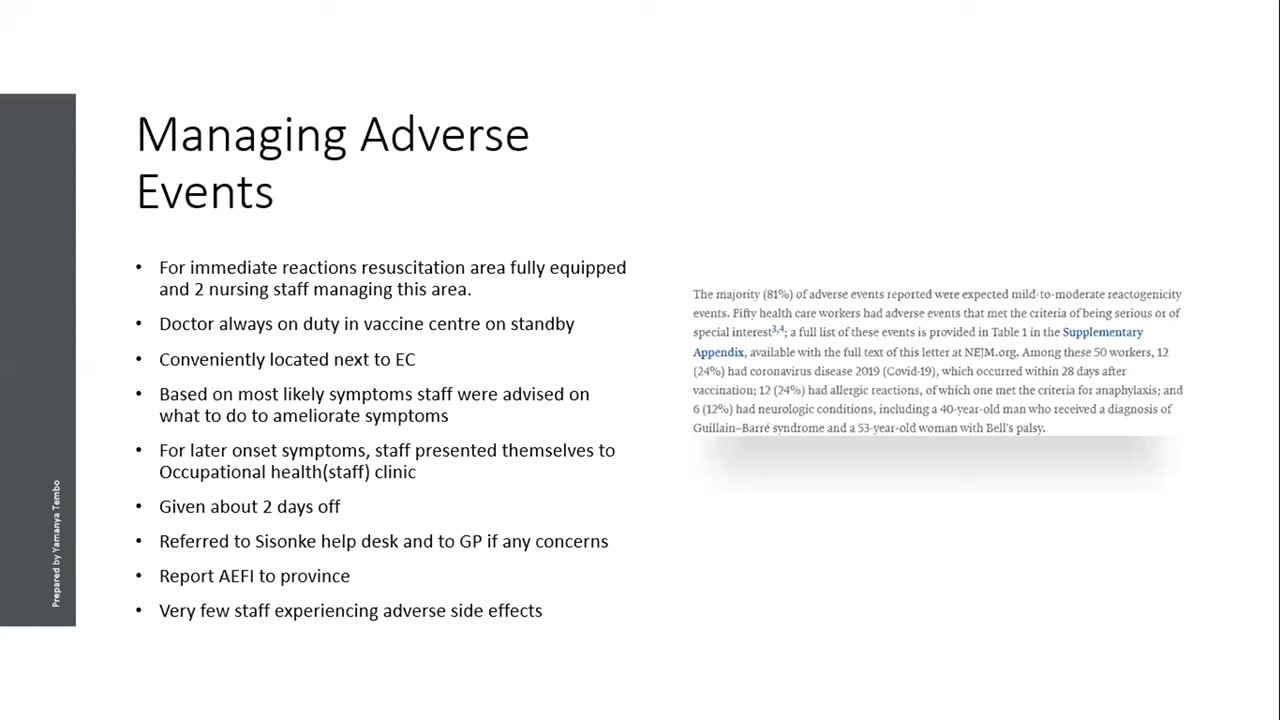 Managing Adverse
Events
• For immediate reactions resuscitation area fully equipped
and 2 nursing staff managing this area.
• Doctor always on duty in vaccine centre on standby
• Conveniently located next to EC
• Based on most likely symptoms staff were advised on
what to do to ameliorate symptoms
• For later onset symptoms, staff presented themselves to
Occupational health(staff) clinic
• Given about 2 days off
• Referred to Sisonke help desk and to GP if any concerns
• Report AEFI to province
• Very few staff experiencing adverse side effects
The majority (81%) of adverse events reported were expected mild-to-moderate reactogenicity
events. Fifty health care workers had adverse events that met the criteria of being serious or of
special interest3,4; a full list of these events is provided in Table 1 in the Supplementary
Appendix, available with the full text of this letter at NEJM.org. Among these 50 workers, 12
(24%) had coronavirus disease 2019 (Covid-19), which occurred within 28 days after
vaccination; 12 (24%) had allergic reactions, of which one met the criteria for anaphylaxis; and
6 (12%) had neurologic conditions, including a 40-year-old man who received a diagnosis of
Guillain–Barré syndrome and a 53-year-old woman with Bell's palsy.
Prepared by Yamanya Tembo